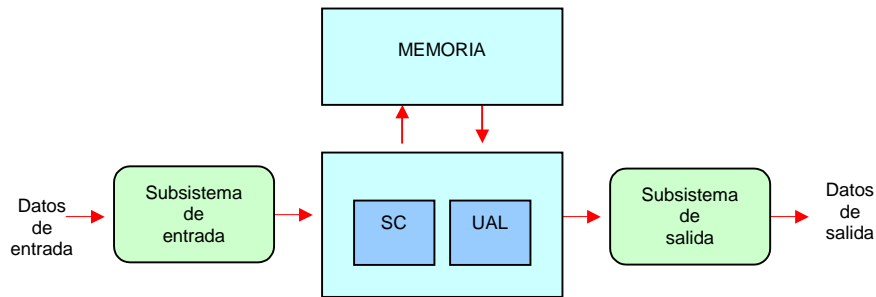 MEMORIA
Datos
de
entrada
Subsistema
de
entrada
SC
UAL
Subsistema
de
salida
Datos
de
salida